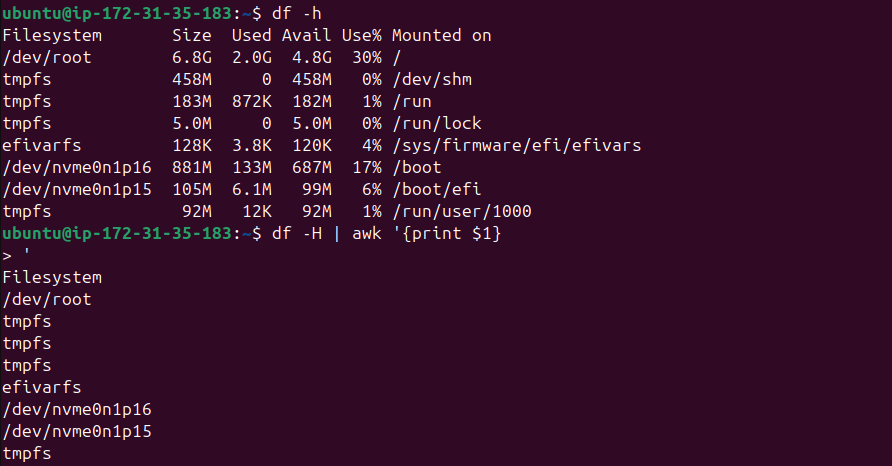 ubuntu@ip-172-31-35-183:~$ df -h
Filesystem       Size  Used Avail Use% Mounted on
/dev/root        6.8G  2.0G  4.8G  30% /
tmpfs            458M     0  458M   0% /dev/shm
tmpfs            183M  872K  182M   1% /run
tmpfs            5.0M     0  5.0M   0% /run/lock
efivarfs         128K  3.8K  120K   4% /sys/firmware/efi/efivars
/dev/nvme0n1p16  881M  133M  687M  17% /boot
/dev/nvme0n1p15  105M  6.1M   99M   6% /boot/efi
tmpfs             92M   12K   92M   1% /run/user/1000
ubuntu@ip-172-31-35-183:~$ df -H | awk '{print $1}
> '
Filesystem
/dev/root
tmpfs
tmpfs
tmpfs
efivarfs
/dev/nvme0n1p16
/dev/nvme0n1p15
tmpfs